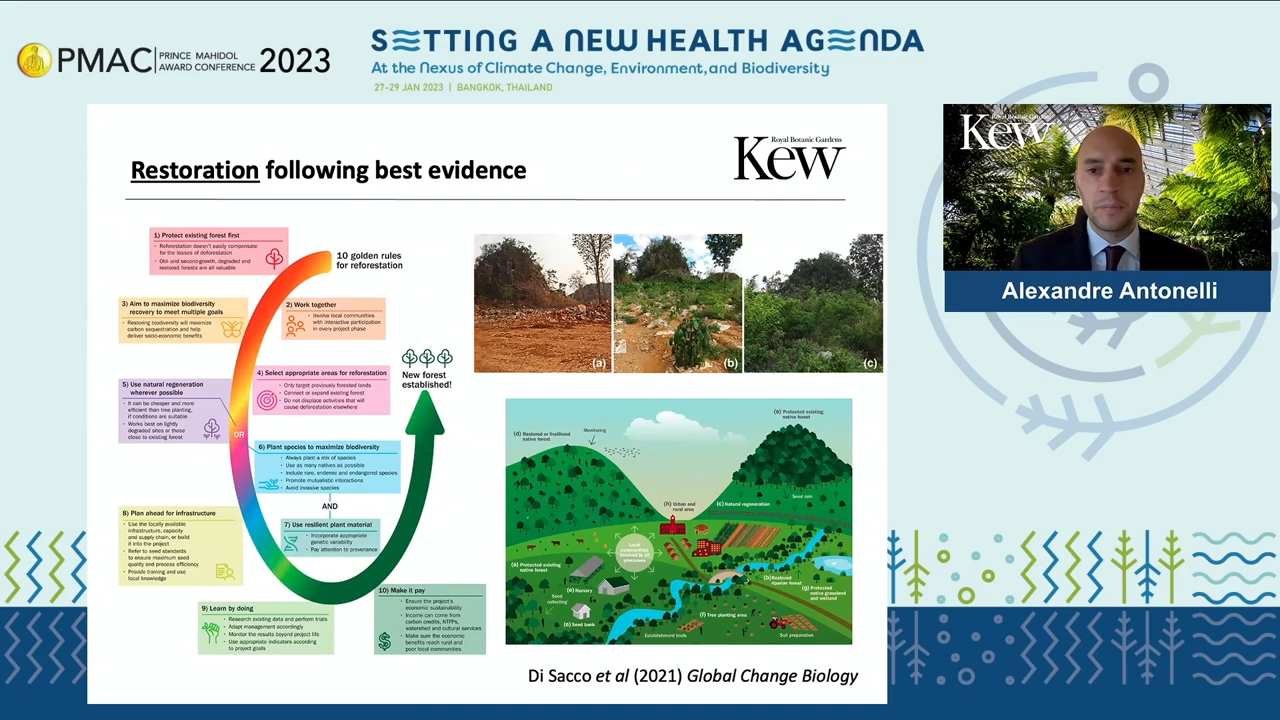 PMAC
PRINCE MAHIDOL
AWARD CONFERENCE
2023
SETTING A NEW HEALTH AGENDA
At the Nexus of Climate Change, Environment, and Biodiversity
27-29 JAN 2023 | BANGKOK, THAILAND
Restoration following best evidence
Royal Botanic Gardens
Kew
1) Protect existing forest first
• Reforestation doesn't easily compensate
for the losses of deforestation
• Old- and second-growth, degraded and
restored forests are all valuable
10 golden rules
for reforestation
2) Work together
• Involve local communities
with interactive participation
in every project phase
3) Aim to maximize biodiversity
recovery to meet multiple goals
• Restoring biodiversity will maximize
carbon sequestration and help
deliver socio-economic benefits
4) Select appropriate areas for reforestation
• Only target previously forested lands
• Connect or expand existing forest
• Do not displace activities that will
cause deforestation elsewhere
New forest
established!
5) Use natural regeneration
wherever possible
• It can be cheaper and more
efficient than tree planting,
if conditions are suitable
• Works best on lightly
degraded sites or those
close to existing forest
OR
6) Plant species to maximize biodiversity
• Always plant a mix of species
• Use as many natives as possible
• Include rare, endemic and endangered species
• Promote mutualistic interactions
• Avoid invasive species
AND
7) Use resilient plant material
• Incorporate appropriate
genetic variability
• Pay attention to provenance
8) Plan ahead for infrastructure
• Use the locally available
infrastructure, capacity
and supply chain, or build
it into the project
• Refer to seed standards
to ensure maximum seed
quality and process efficiency
• Provide training and use
local knowledge
9) Learn by doing
• Research existing data and perform trials
• Adapt management accordingly
• Monitor the results beyond project life
• Use appropriate indicators according
to project goals
10) Make it pay
• Ensure the project's
economic sustainability
• Income can come from
carbon credits, NTFPs,
watershed and cultural services
• Make sure the economic
benefits reach rural and
poor local communities
(a)
(b)
(c)
(a) Protected existing
native forest
(d) Restored or livelihood
native forest
Monitoring
Seed rain
(h) Urban and
rural area
(c) Natural regeneration
Local
communities
involved in all
processes
(a) Protected existing
native forest
(b) Restored
riparian forest
(e) Nursery
(g) Protected
native grassland
and wetland
Seed
collecting
(e) Seed bank
(f) Tree planting area
Establishment trials
Soil preparation
Di Sacco et al (2021) Global Change Biology
Royal Botanic Gardens
Kew
Alexandre Antonelli